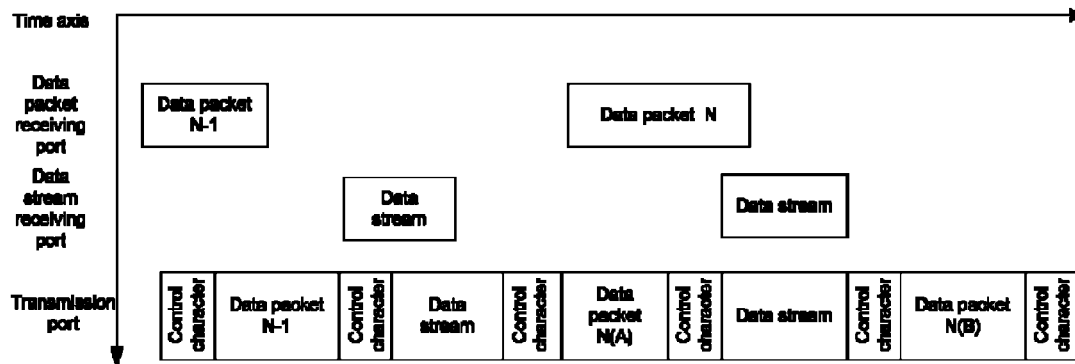 Time axis
Data
packet
receiving
port
Data packet
N-1
Data packet N
Data
stream
receiving
port
Data
stream
Data stream
Transmission
port
Control
character
Data packet
N-1
Control
character
Data
stream
Control
character
Data
packet
N(A)
Control
character
Data stream
Control
character
Data packet
N(B)
Control
character